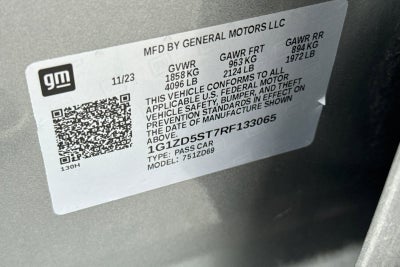 MFD BY GENERAL MOTORS LLC
gm
11/23
GVWR GAWR FRT GAWR RR
1858 KG 963 KG 894 KG
4096 LB 2124 LB 1972 LB
THIS VEHICLE CONFORMS TO ALL
APPLICABLE U.S. FEDERAL MOTOR
VEHICLE SAFETY, BUMPER, AND THEFT
PREVENTION STANDARDS IN EFFECT ON
THE DATE OF MANUFACTURE SHOWN
ABOVE.
1G1ZD5ST7RF133065
TYPE: PASS CAR
MODEL: 751ZD69
130H